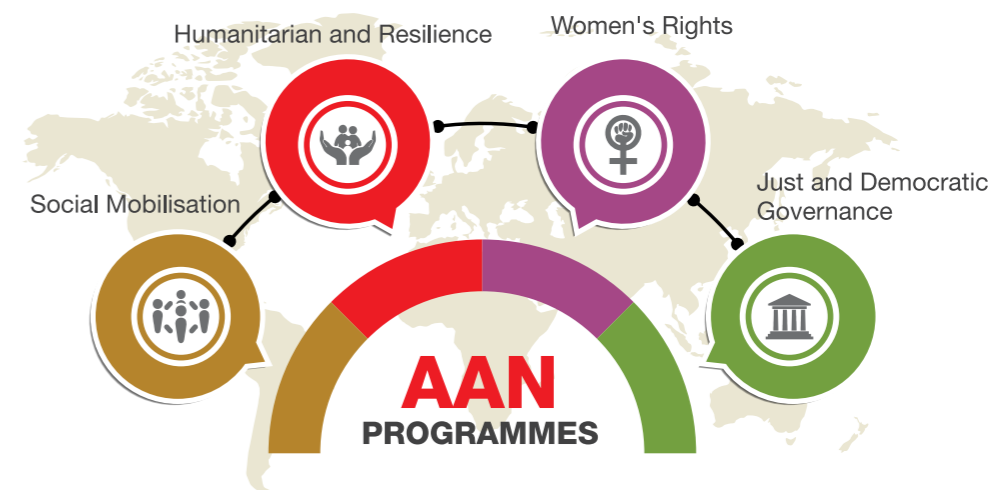 Humanitarian and Resilience
Women's Rights
Social Mobilisation
Just and Democratic
Governance
AAN
PROGRAMMES